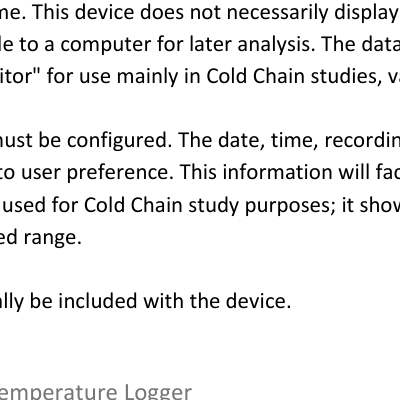 me. This device does not necessarily display
le to a computer for later analysis. The data
itor" for use mainly in Cold Chain studies, v
must be configured. The date, time, recordin
to user preference. This information will fac
used for Cold Chain study purposes; it sho
ed range.
ally be included with the device.
emperature Logger